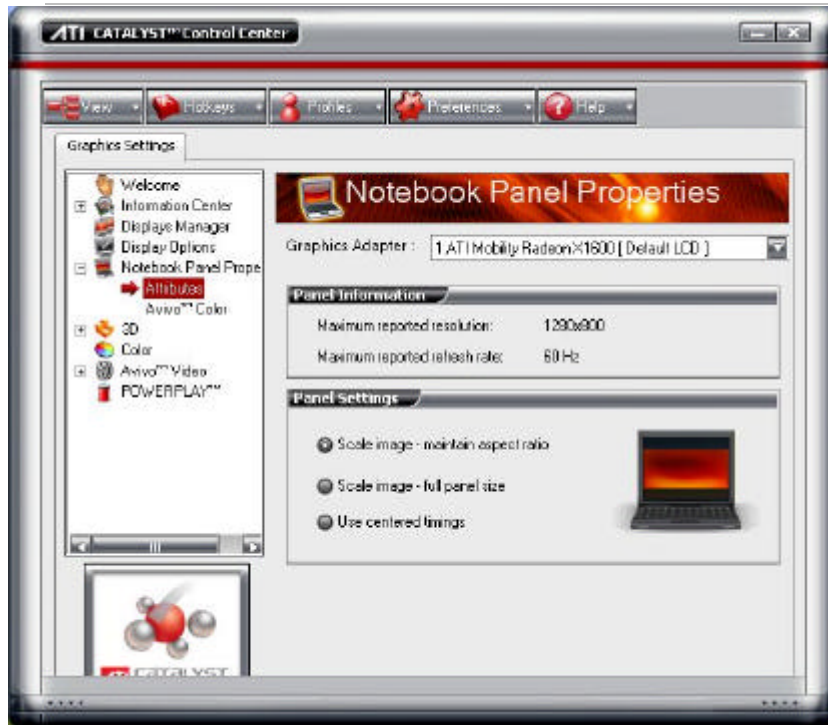 ATI CATALYST™ Control Center
View Hotkeys Profiles Preferences Help
Graphics Settings
Welcome
Information Center
Displays Manager
Display Options
Notebook Panel Prope
Attributes
Avivo™ Color
3D
Color
Avivo™ Video
POWERPLAY™
Notebook Panel Properties
Graphics Adapter : 1.ATI Mobility Radeon X1600 [ Default LCD ]
Panel Information
Maximum reported resolution: 1280x800
Maximum reported refresh rate: 60 Hz
Panel Settings
Scale image - maintain aspect ratio
Scale image - full panel size
Use centered timings
ATI CATALYST